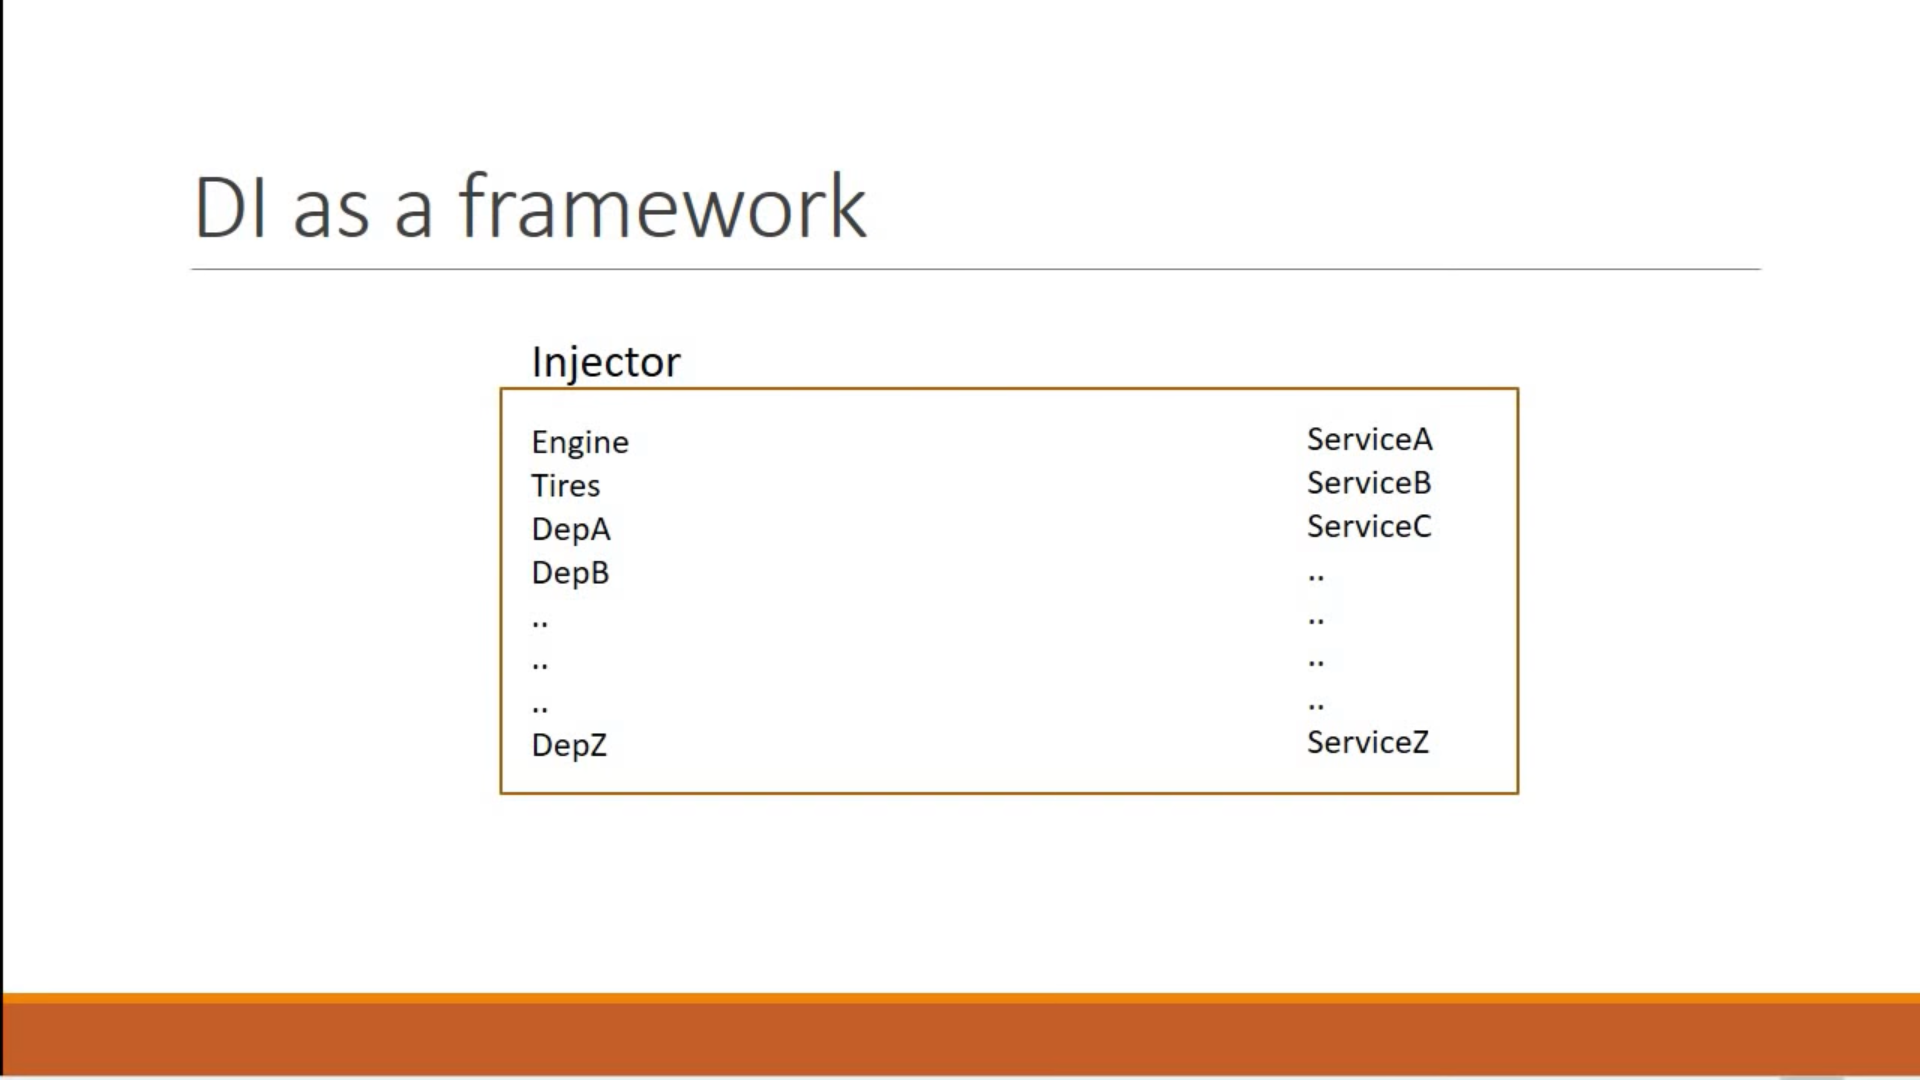 DI as a framework
Injector
Engine
Tires
DepA
DepB
..
..
..
DepZ
ServiceA
ServiceB
ServiceC
..
..
..
..
ServiceZ